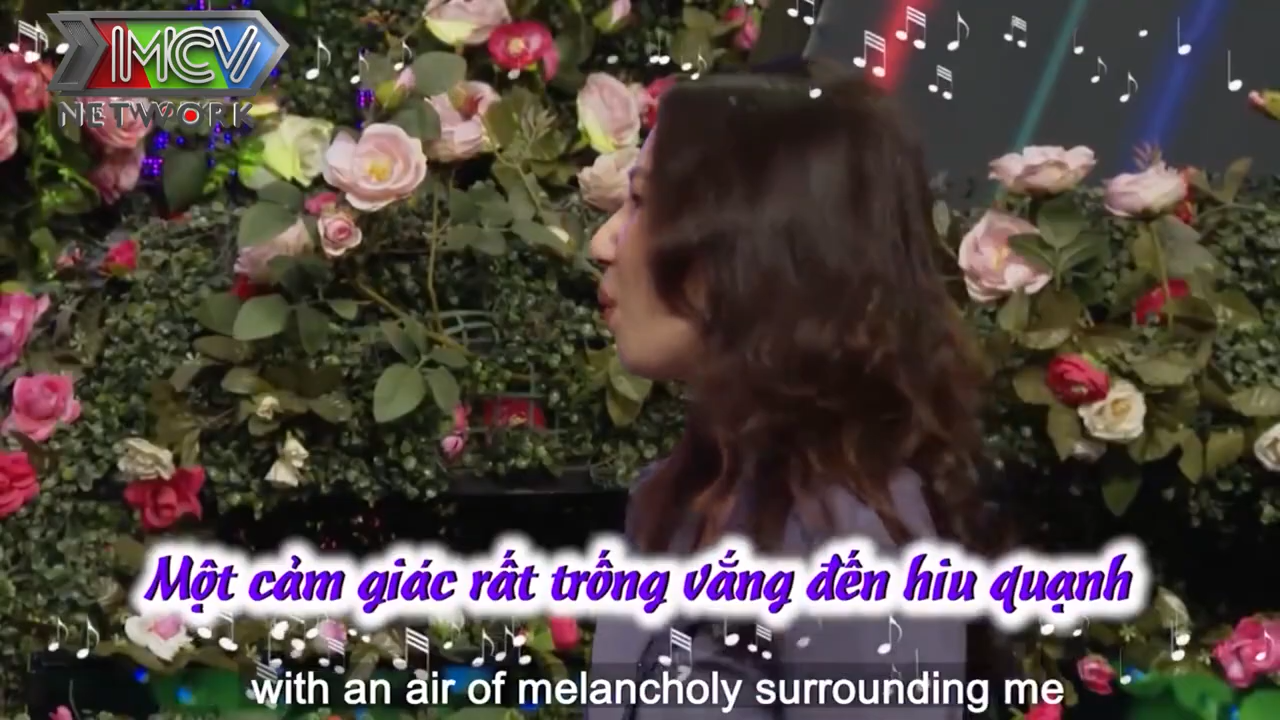 MCV
NETWORK
Một cảm giác rất trống vắng đến hiu quạnh
with an air of melancholy surrounding me